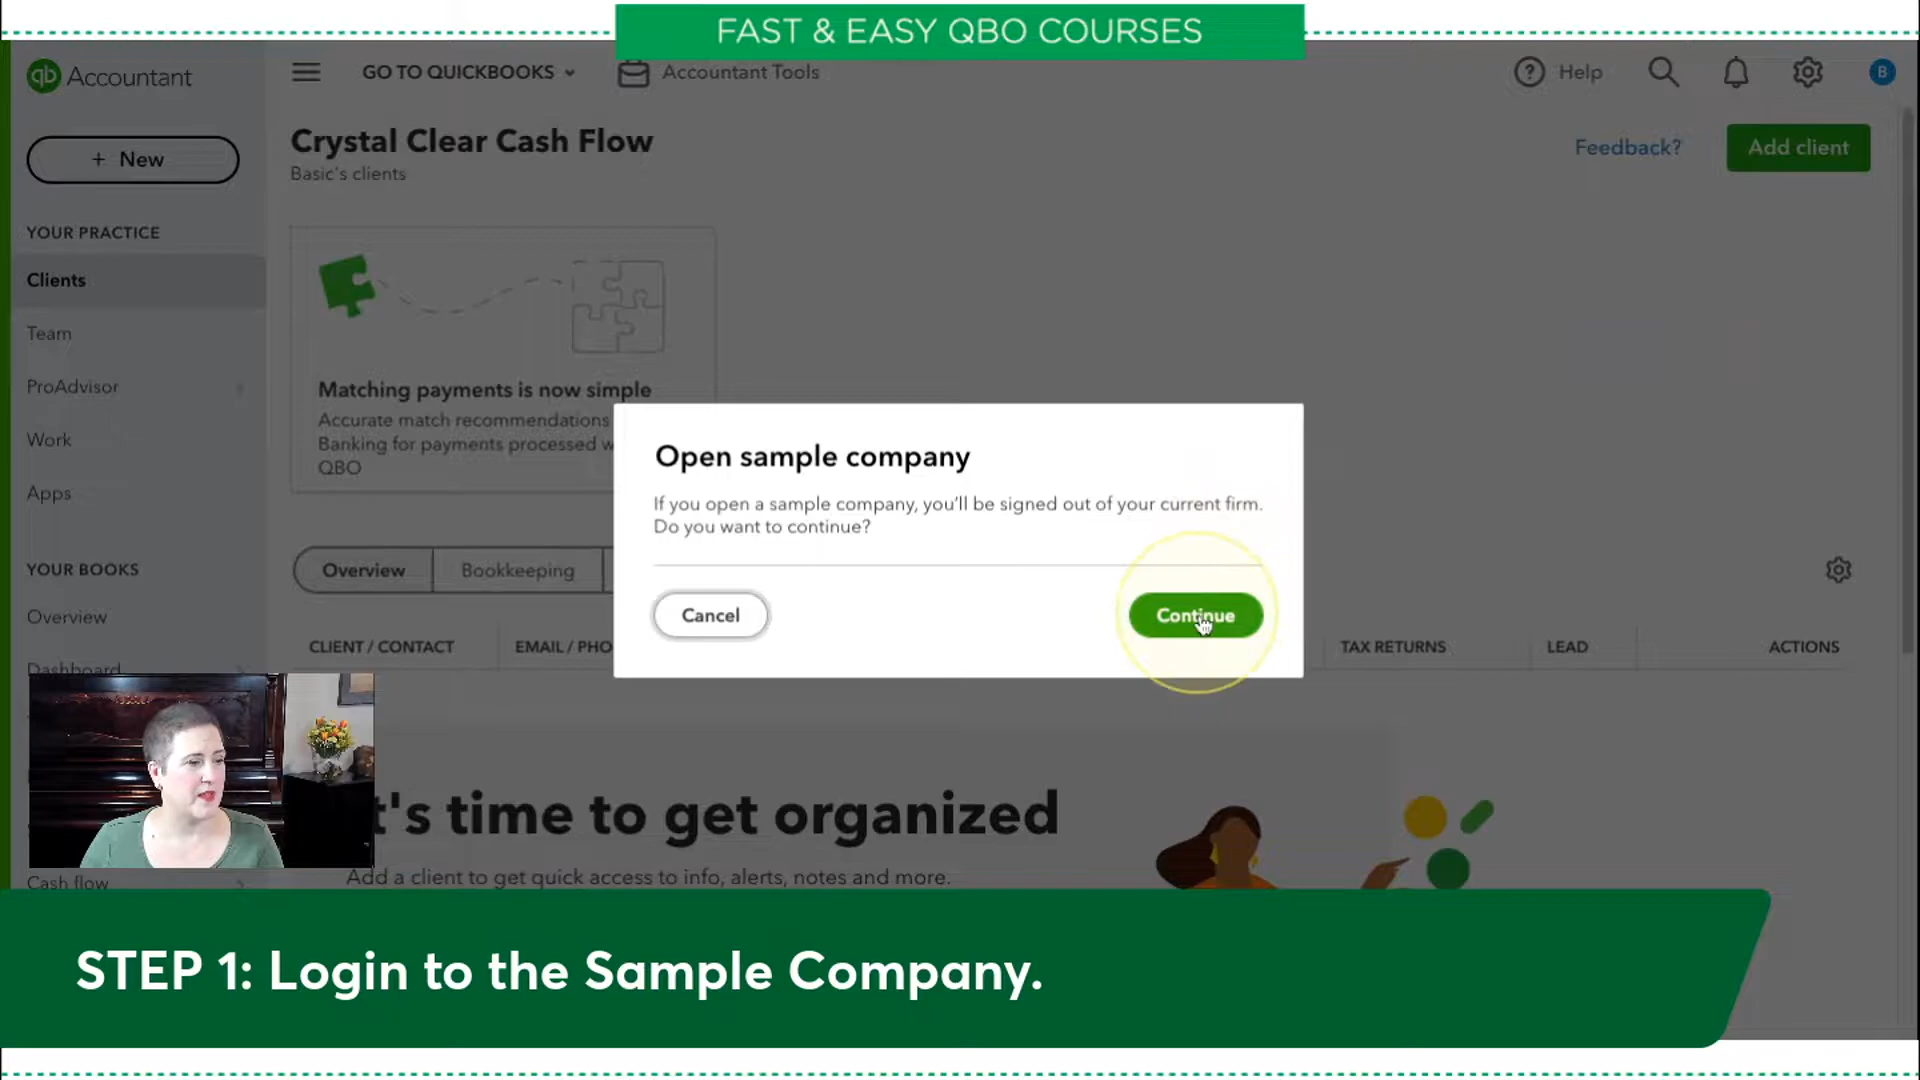 FAST & EASY QBO COURSES
qb Accountant
GO TO QUICKBOOKS
Accountant Tools
Help
B
+ New
Crystal Clear Cash Flow
Basic's clients
Feedback?
Add client
YOUR PRACTICE
Clients
Team
ProAdvisor
Work
Apps
YOUR BOOKS
Overview
Dashboard
Cash flow
Matching payments is now simple
Accurate match recommendations
Banking for payments processed
QBO
Open sample company
If you open a sample company, you'll be signed out of your current firm.
Do you want to continue?
Cancel
Continue
Overview
Bookkeeping
CLIENT / CONTACT
EMAIL / PHO
TAX RETURNS
LEAD
ACTIONS
t's time to get organized
Add a client to get quick access to info, alerts, notes and more.
STEP 1: Login to the Sample Company.